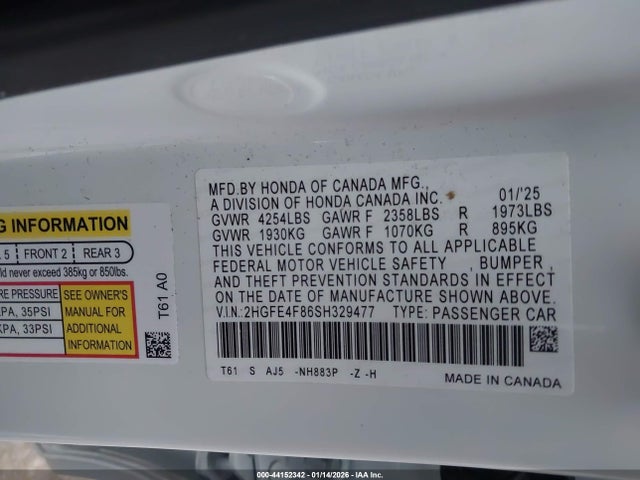 G INFORMATION
5 FRONT 2 REAR 3
ld never exceed 385kg or 850lbs.
RE PRESSURE
PA, 35PSI
KPA, 33PSI
SEE OWNER'S
MANUAL FOR
ADDITIONAL
INFORMATION
T61 A0
MFD.BY HONDA OF CANADA MFG.,
A DIVISION OF HONDA CANADA INC. 01/'25
GVWR 4254LBS GAWR F 2358LBS R 1973LBS
GVWR 1930KG GAWR F 1070KG R 895KG
THIS VEHICLE CONFORMS TO ALL APPLICABLE
FEDERAL MOTOR VEHICLE SAFETY , BUMPER ,
AND THEFT PREVENTION STANDARDS IN EFFECT
ON THE DATE OF MANUFACTURE SHOWN ABOVE.
V.I.N.:2HGFE4F86SH329477 TYPE: PASSENGER CAR
T61 S AJ5 -NH883P -Z -H
MADE IN CANADA
000-44152342 - 01/14/2026 - IAA Inc.